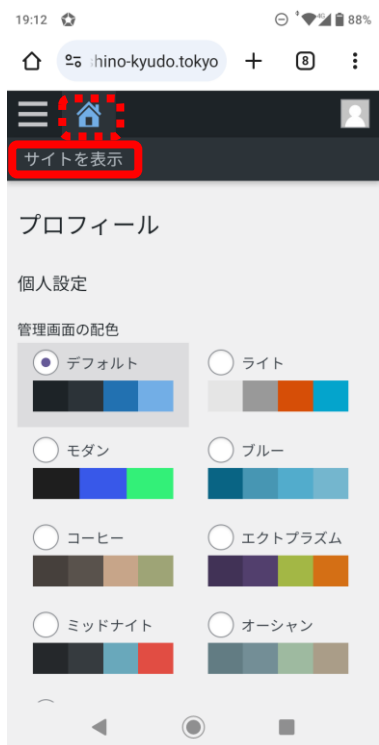 19:12 88%
hino-kyudo.tokyo 8
サイトを表示
プロフィール
個人設定
管理画面の配色
デフォルト ライト
モダン ブルー
コーヒー エクトプラズム
ミッドナイト オーシャン